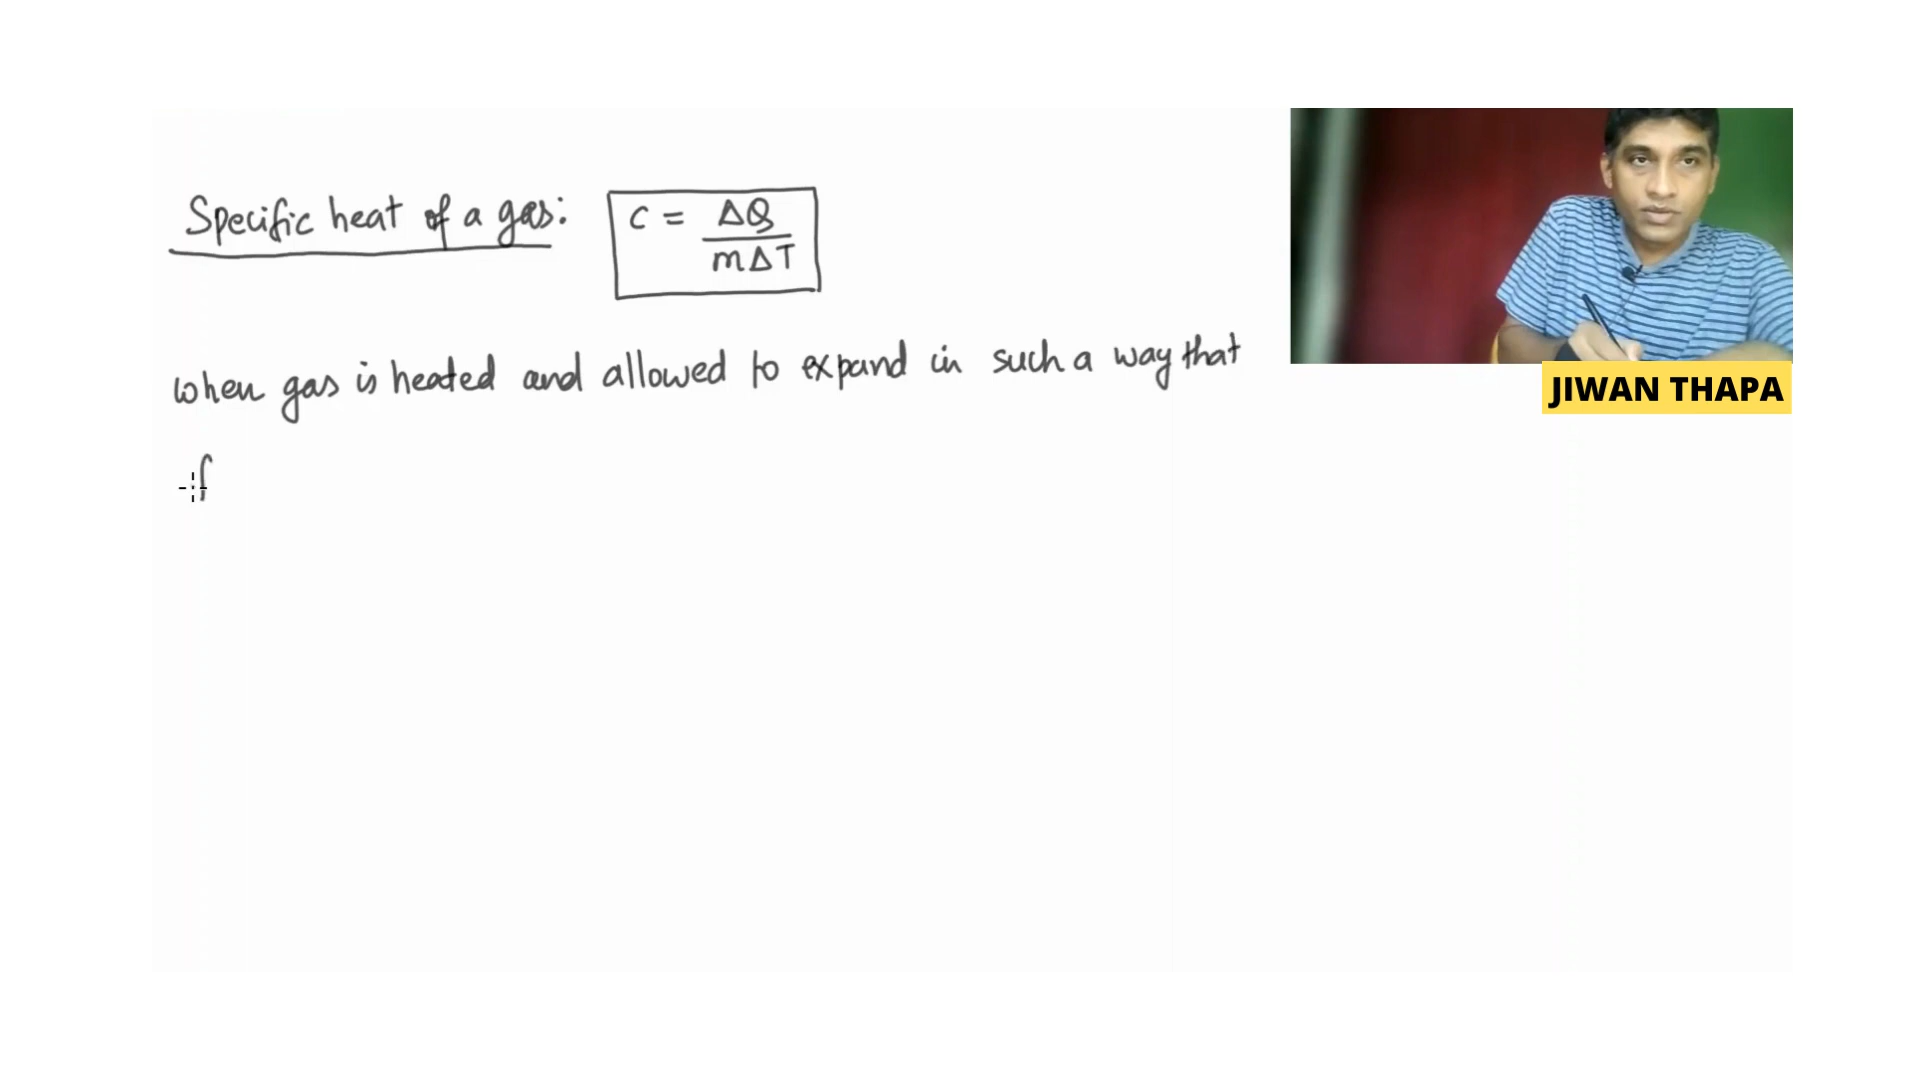 Specific heat of a gas: C = ΔQ / mΔT
when gas is heated and allowed to expand in such a way that
JIWAN THAPA